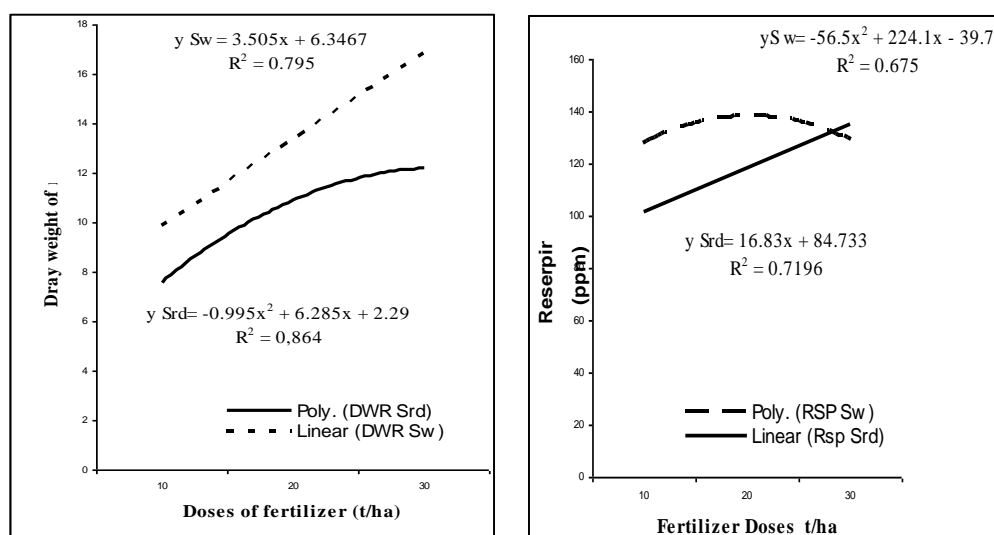 y Sw = 3.505x + 6.3467
R² = 0.795
18
16
14
12
10
8
6
4
2
0
Dray weight of
y Srd= -0.995x² + 6.285x + 2.29
R² = 0,864
Poly. (DWR Srd)
Linear (DWR Sw)
10 20 30
Doses of fertilizer (t/ha)
ySw= -56.5x² + 224.1x - 39.7
R² = 0.675
160
140
120
100
80
60
40
20
0
Reserpir
(ppm)
y Srd= 16.83x + 84.733
R² = 0.7196
Poly. (RSP Sw)
Linear (Rsp Srd)
10 20 30
Fertilizer Doses t/ha